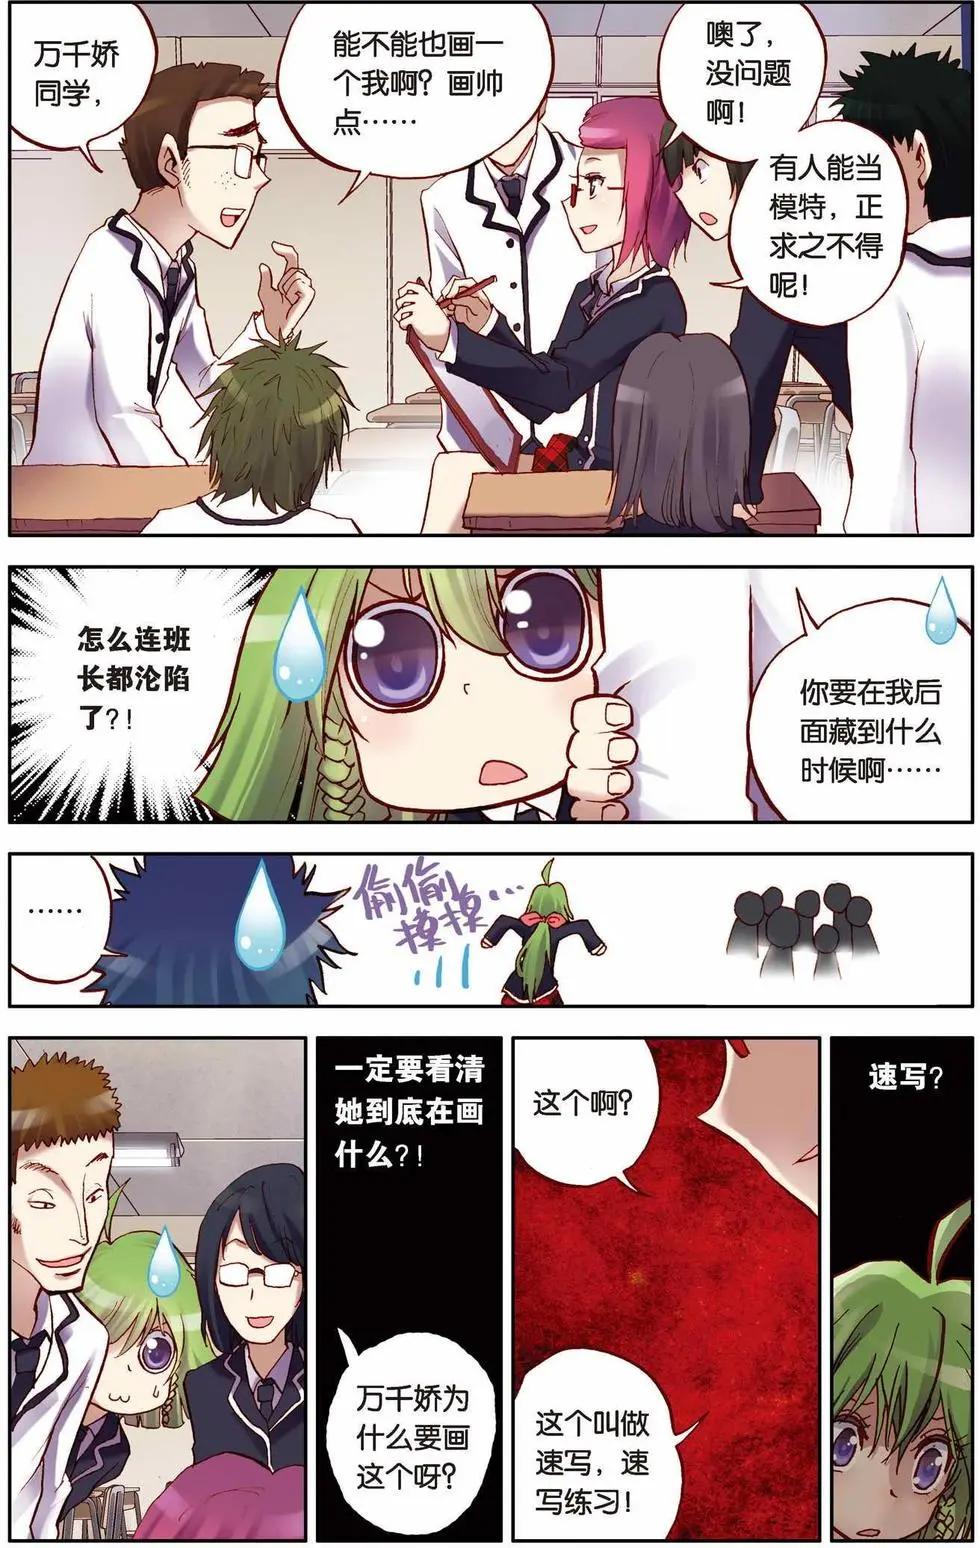 万千娇
同学，
能不能也画一
个我啊？画帅
点……
噢了，
没问题
啊！
有人能当
模特，正
求之不得
呢！
怎么连班
长都沦陷
了?!
你要在我后
面藏到什么
时候啊……
……
偷偷
摸摸…
一定要看清
她到底在画
什么?!
万千娇为
什么要画
这个呀？
这个啊？
这个叫做
速写，速
写练习！
速写?